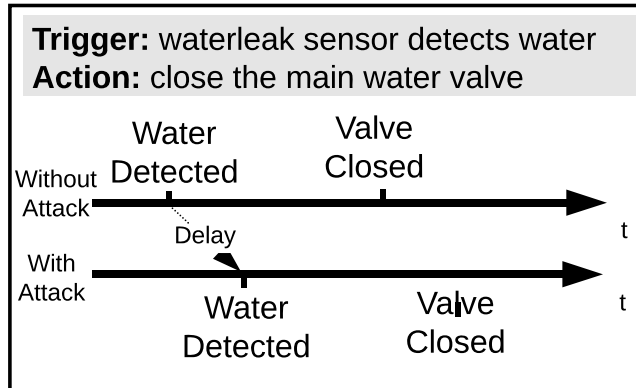 Trigger: waterleak sensor detects water
Action: close the main water valve
Water
Detected
Valve
Closed
Without
Attack
t
Delay
With
Attack
t
Water
Detected
Valve
Closed